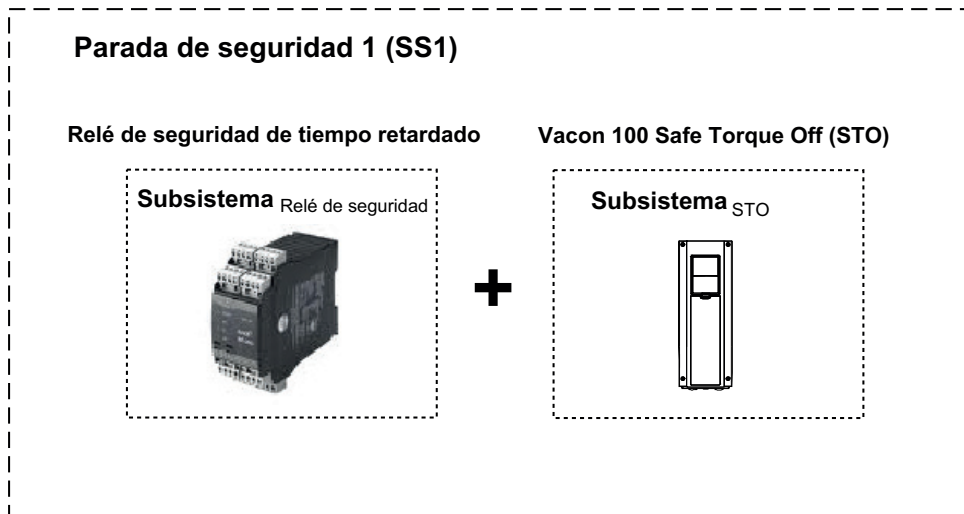 Parada de seguridad 1 (SS1)
Relé de seguridad de tiempo retardado
Vacon 100 Safe Torque Off (STO)
Subsistema Relé de seguridad
Subsistema STO